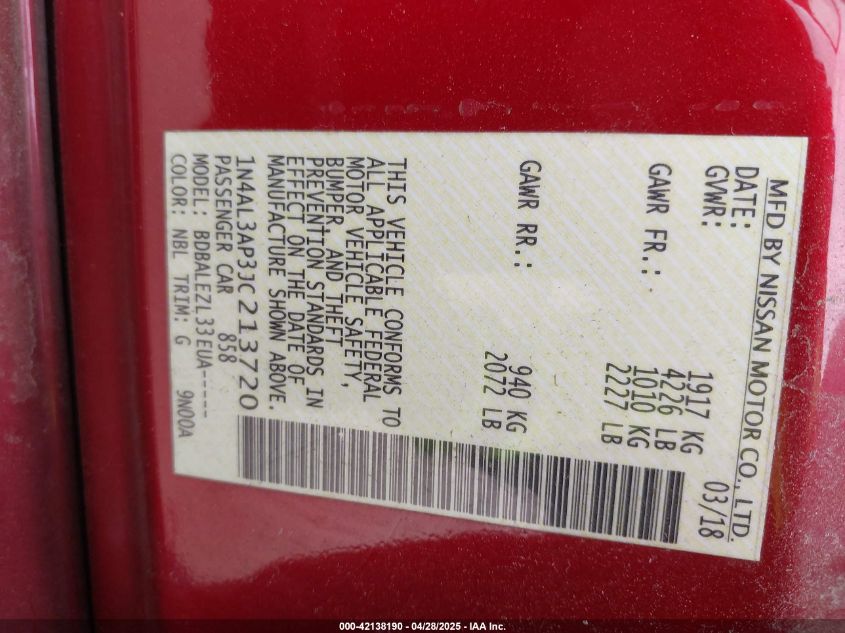 MFD BY NISSAN MOTOR CO., LTD.
DATE: 03/18
GVWR: 1917 KG
4226 LB
GAWR FR.: 1010 KG
2227 LB
GAWR RR.: 940 KG
2072 LB
THIS VEHICLE CONFORMS TO
ALL APPLICABLE FEDERAL
MOTOR VEHICLE SAFETY,
BUMPER, AND THEFT
PREVENTION STANDARDS IN
EFFECT ON THE DATE OF
MANUFACTURE SHOWN ABOVE.
1N4AL3AP3JC213720
PASSENGER CAR 858
MODEL: BDBALEZL33EUA-----
COLOR: NBL TRIM: G 9N00A
000-42138190 - 04/28/2025 - IAA Inc.